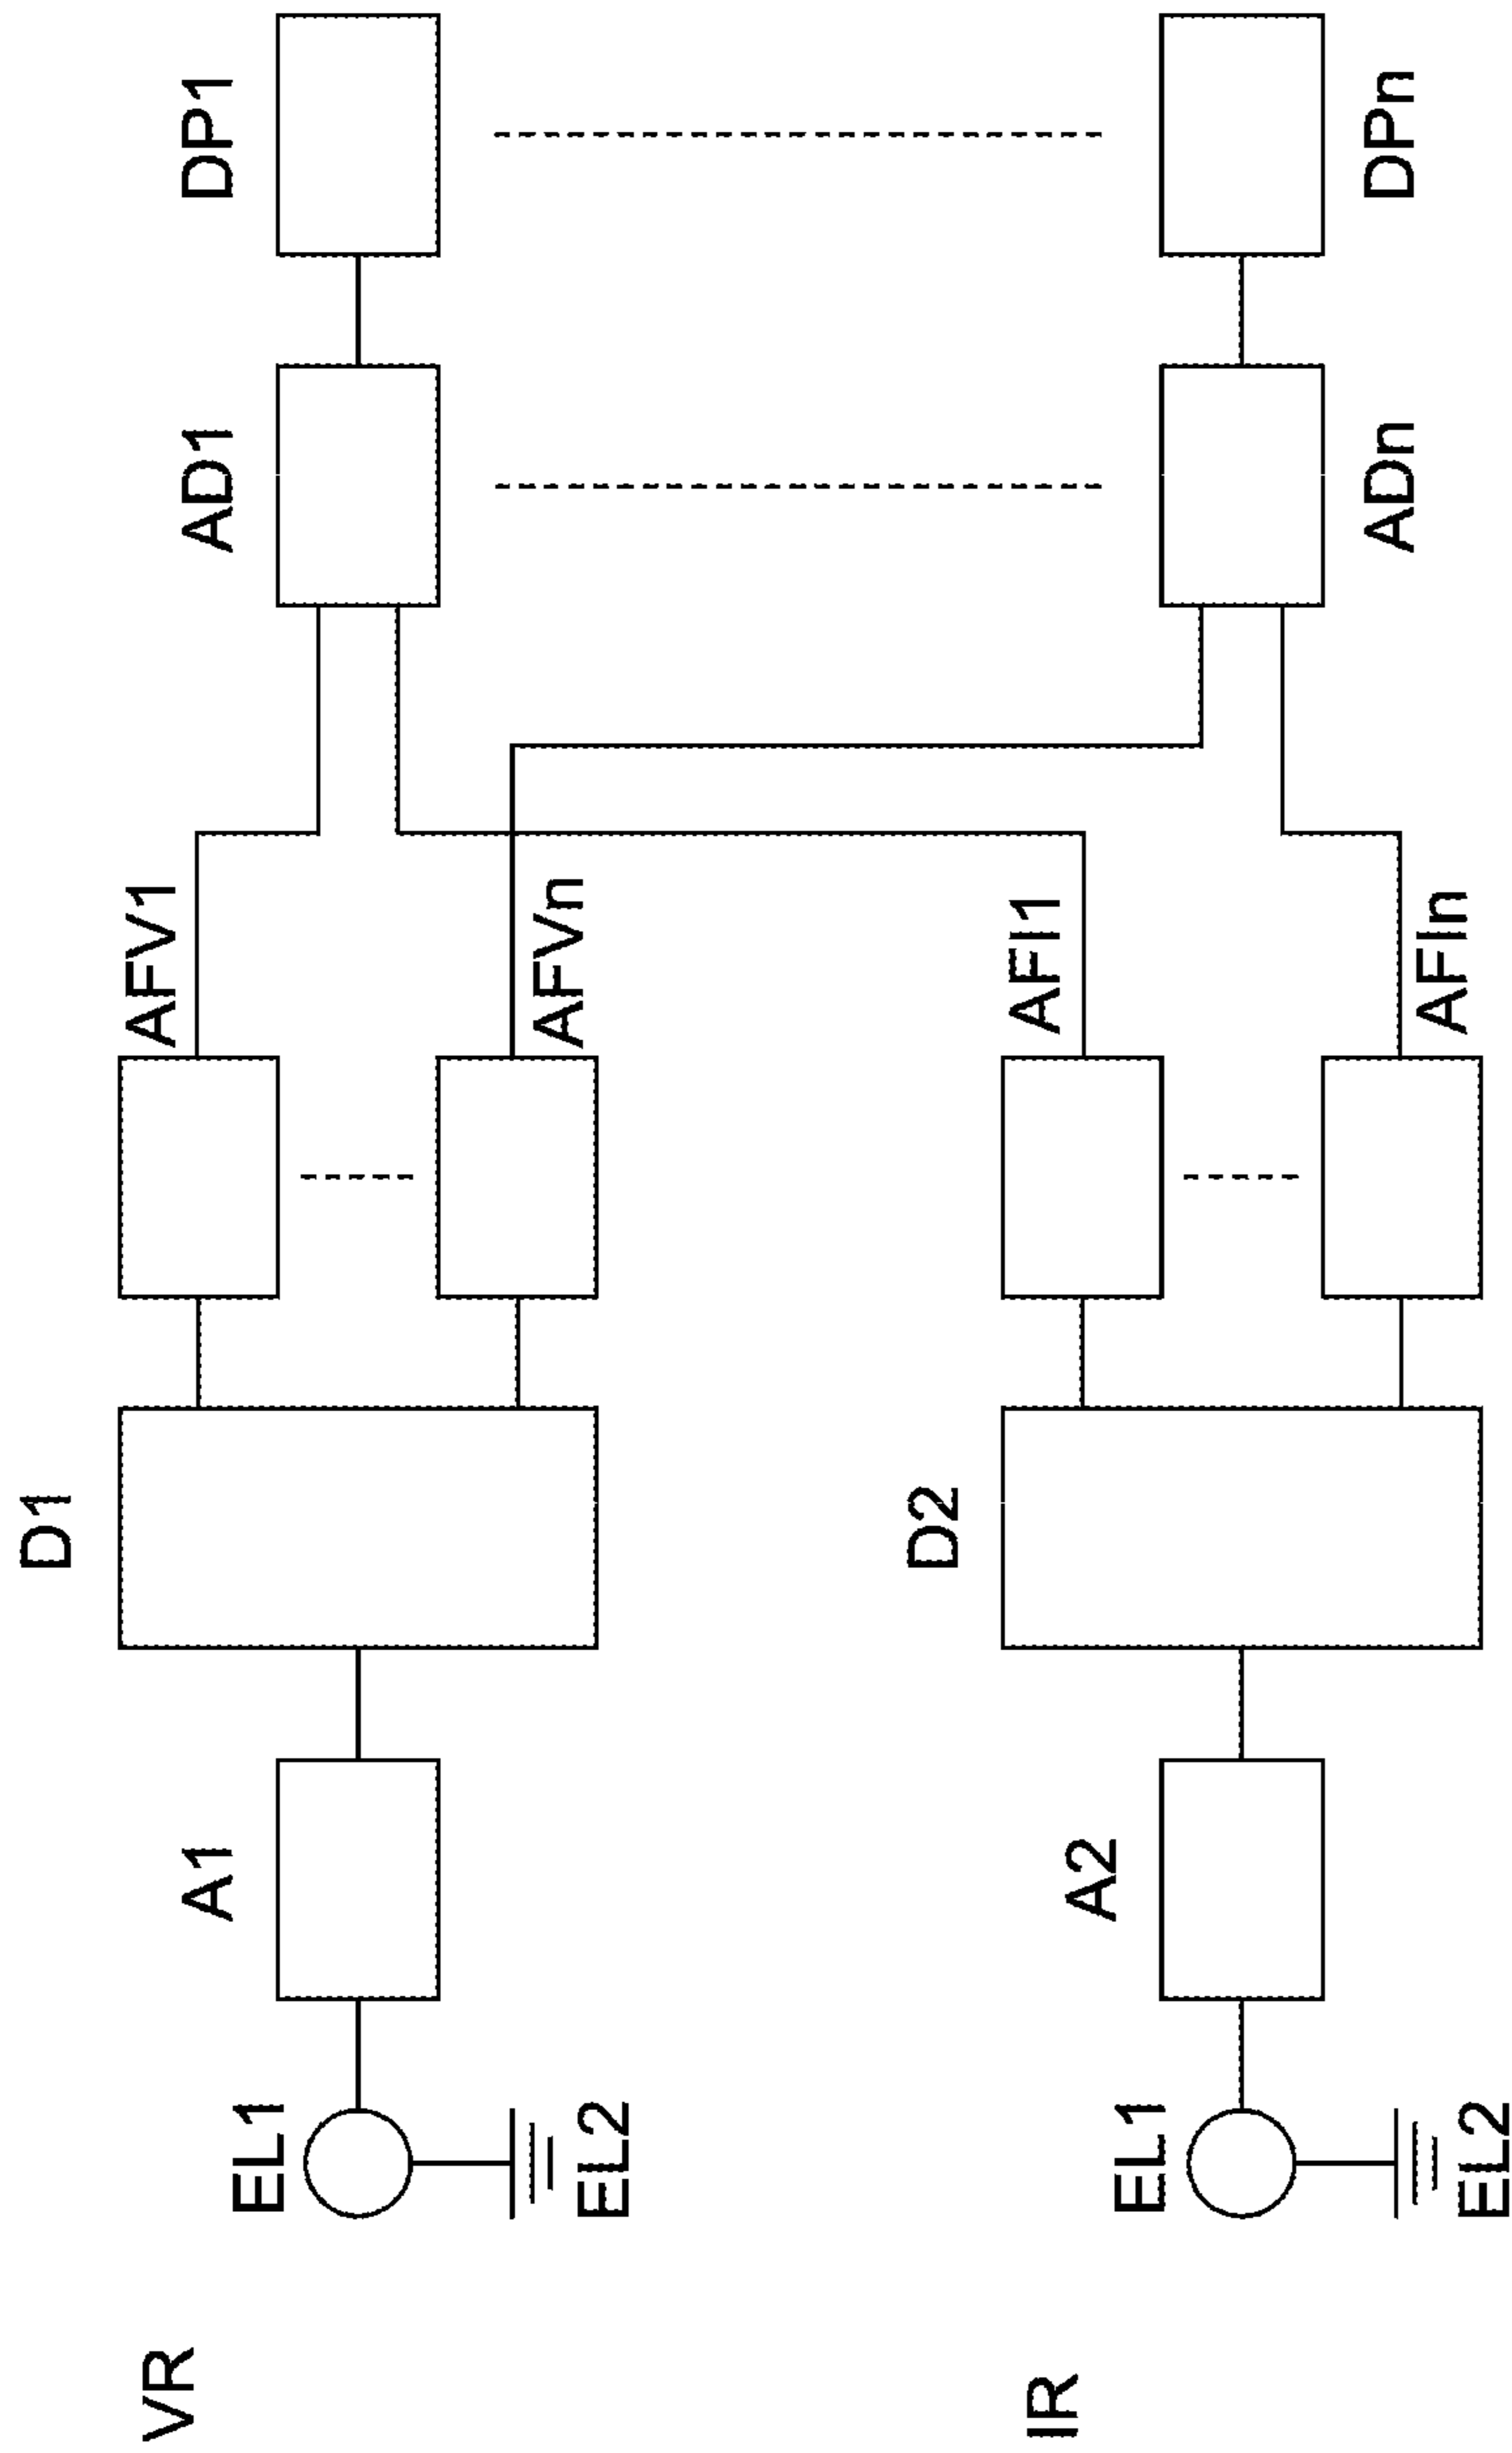 VR
EL1
EL2
A1
D1
AFV1
AFVn
AD1
DP1
IR
EL1
EL2
A2
D2
AFI1
AFIn
ADn
DPn